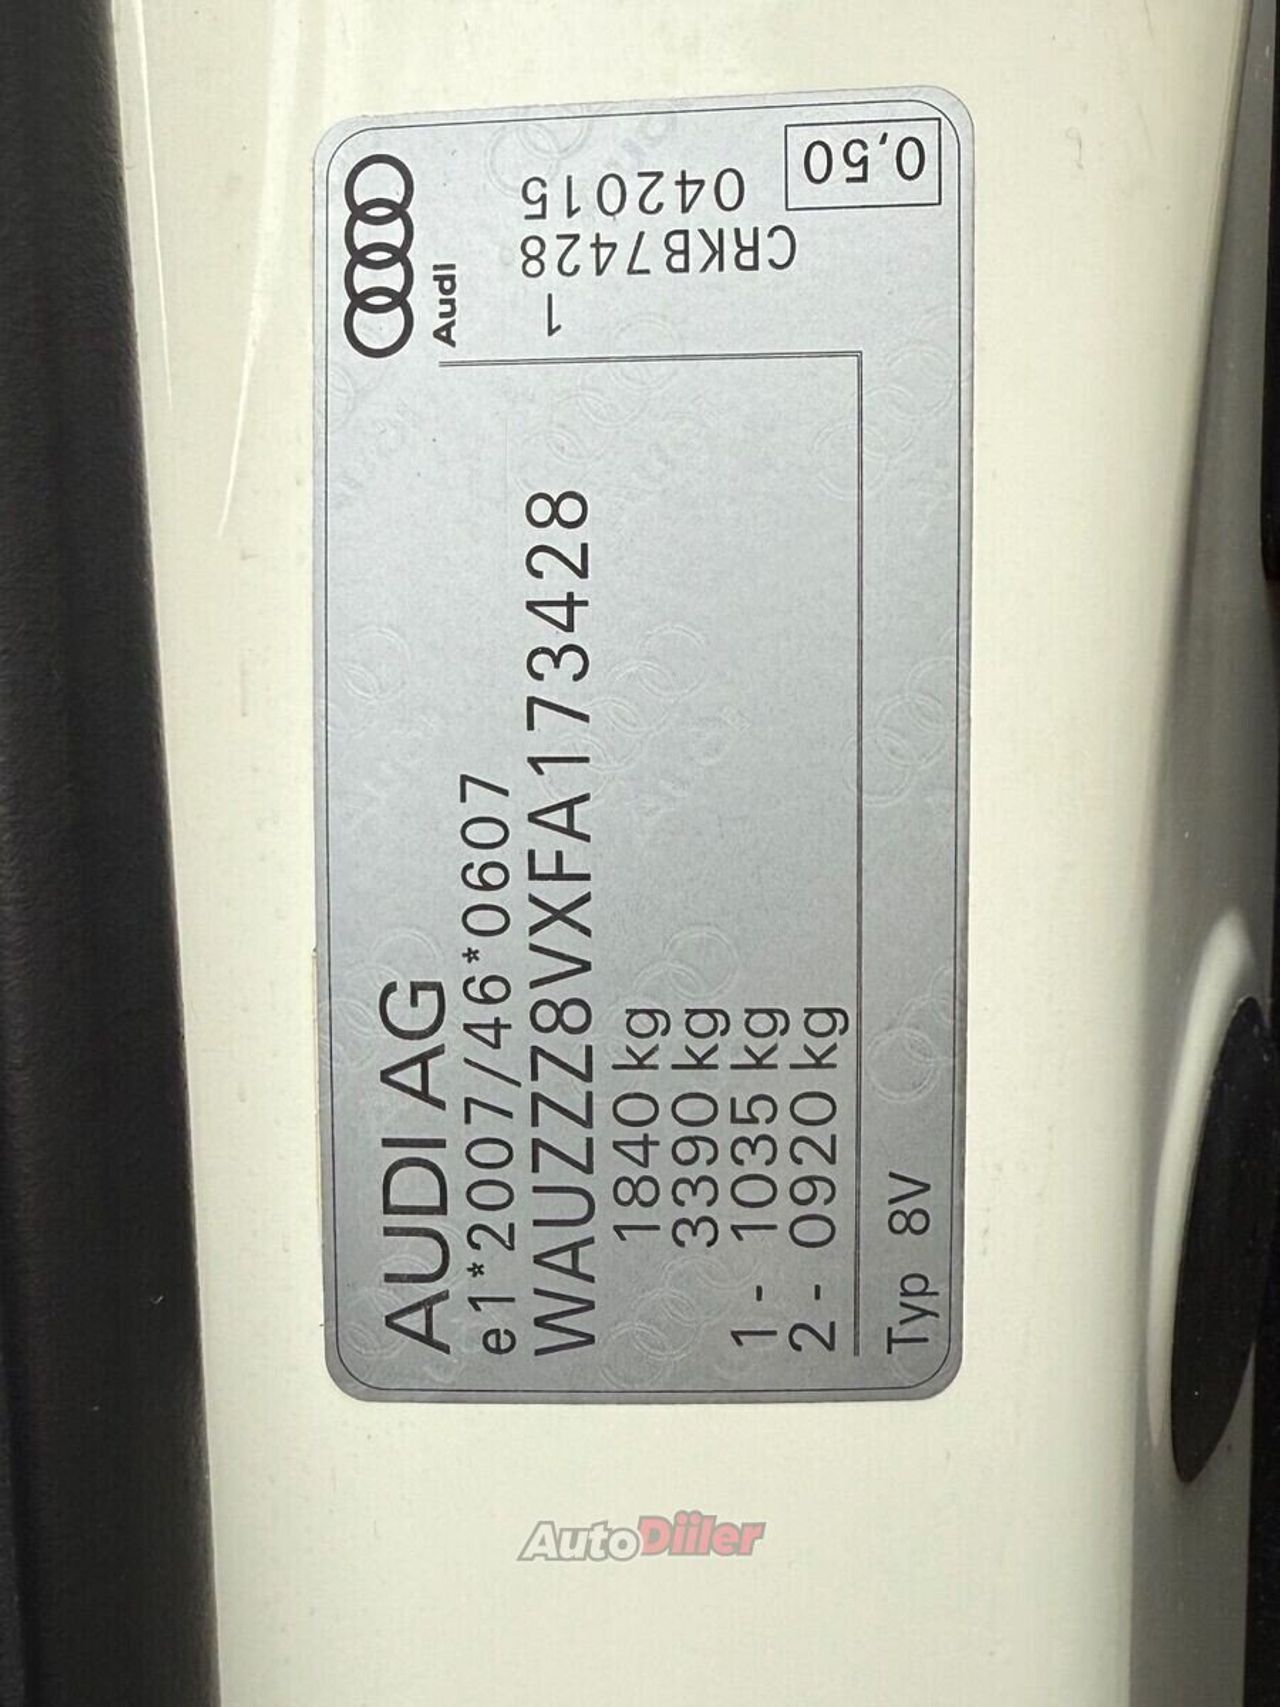 AUDI AG
e1*2007/46*0607
WAUZZZ8VXFA173428
1840 kg
3390 kg
1 - 1035 kg
2 - 0920 kg
Typ 8V
Audi
1
CRKB7428
042015
0,50
AutoDiiler